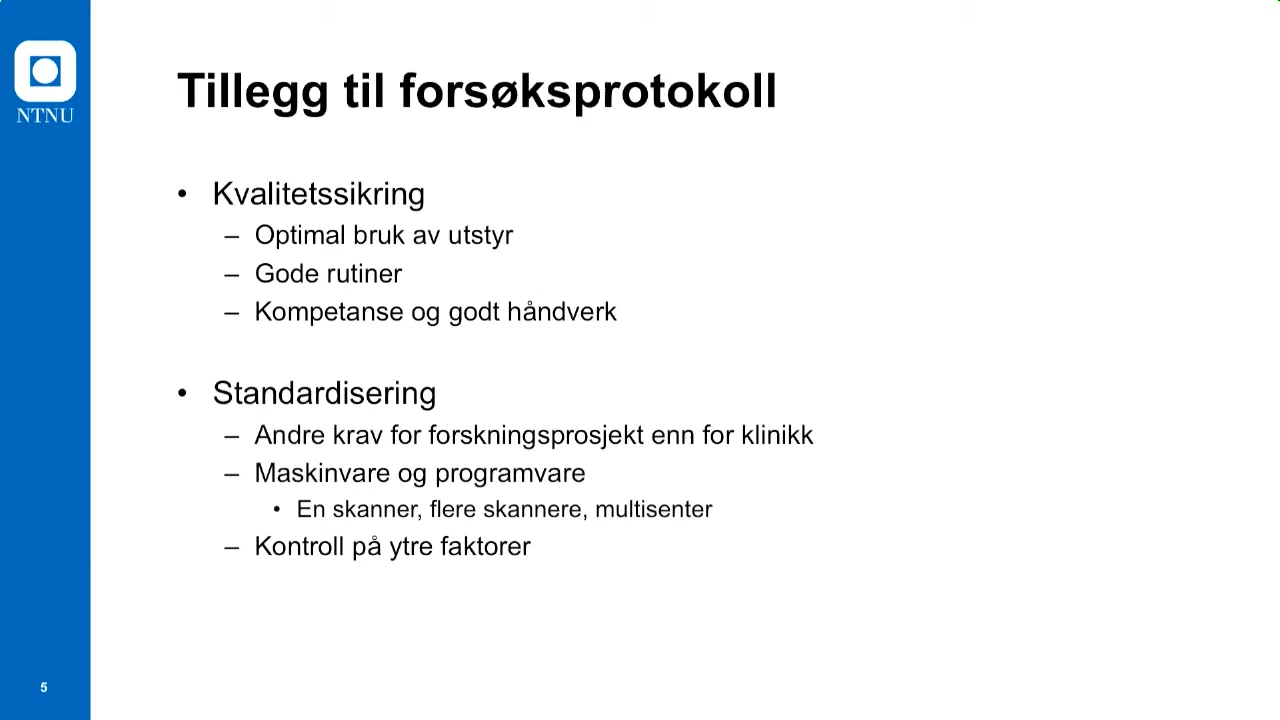 NTNU
Tillegg til forsøksprotokoll
• Kvalitetssikring
– Optimal bruk av utstyr
– Gode rutiner
– Kompetanse og godt håndverk
• Standardisering
– Andre krav for forskningsprosjekt enn for klinikk
– Maskinvare og programvare
• En skanner, flere skannere, multisenter
– Kontroll på ytre faktorer
5